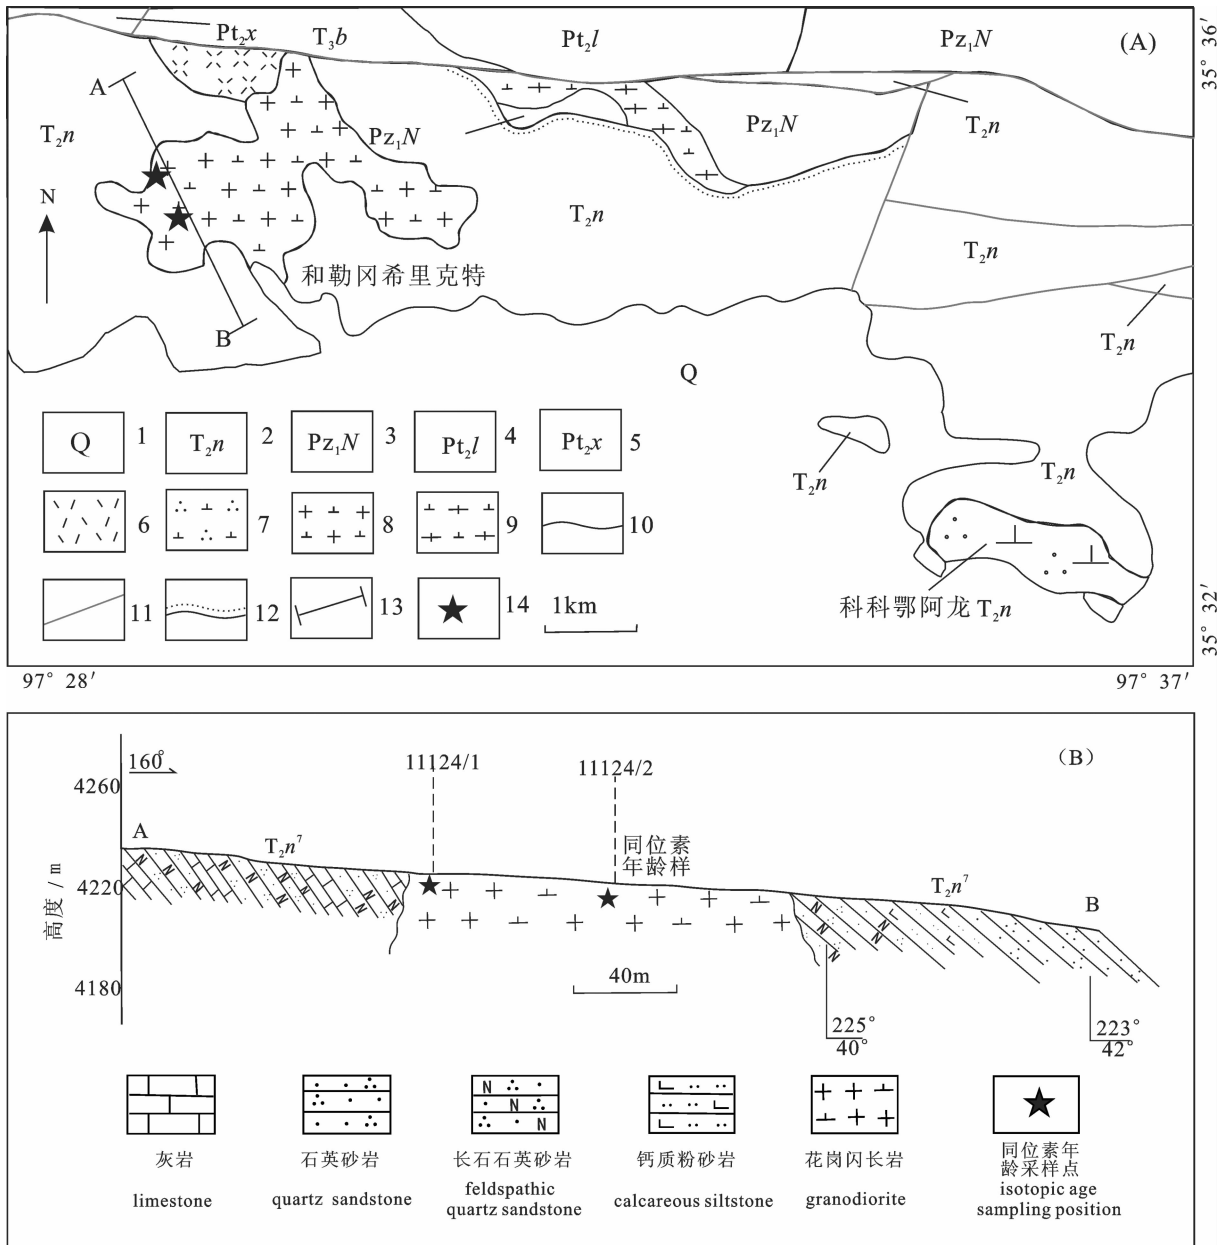 Pt₂x
T₃b
Pt₂l
Pz₁N
(A)
35° 36′
A
T₂n
Pz₁N
Pz₁N
T₂n
N
T₂n
T₂n
和勒冈希里克特
B
T₂n
Q
Q 1
T₂n 2
Pz₁N 3
Pt₂l 4
Pt₂x 5
T₂n
T₂n
6
7
8
9
10
11
12
13
14
1km
科科鄂阿龙 T₂n
35° 32′
97° 28′
97° 37′
(B)
160°
11124/1
11124/2
4260
A
T₂n⁷
同位素
年龄样
4220
T₂n⁷
B
高度 / m
N N N N N N N N N N N N
4180
40m
225°
40°
223°
42°
N N N
灰岩
石英砂岩
长石石英砂岩
钙质粉砂岩
花岗闪长岩
同位素年
龄采样点
limestone
quartz sandstone
feldspathic
quartz sandstone
calcareous siltstone
granodiorite
isotopic age
sampling position